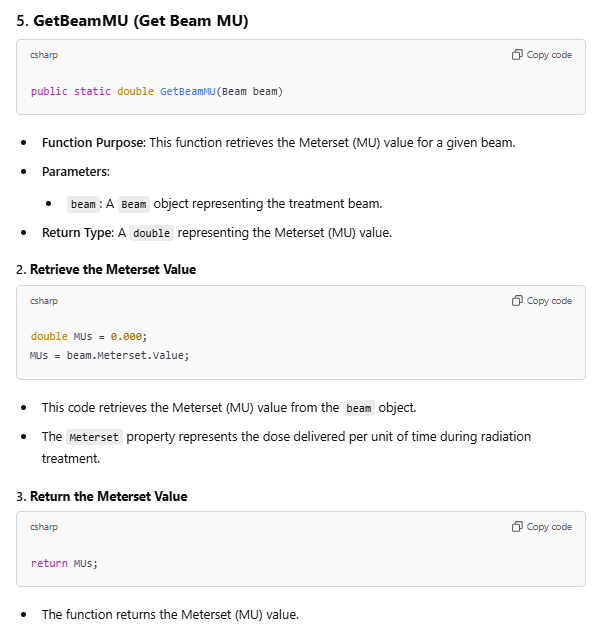 5. GetBeamMU (Get Beam MU)
csharp
Copy code
public static double GetBeamMU(Beam beam)
• Function Purpose: This function retrieves the Meterset (MU) value for a given beam.
• Parameters:
• beam: A Beam object representing the treatment beam.
• Return Type: A double representing the Meterset (MU) value.
2. Retrieve the Meterset Value
csharp
Copy code
double MUs = 0.000;
MUs = beam.Meterset.Value;
• This code retrieves the Meterset (MU) value from the beam object.
• The Meterset property represents the dose delivered per unit of time during radiation
treatment.
3. Return the Meterset Value
csharp
Copy code
return MUs;
• The function returns the Meterset (MU) value.